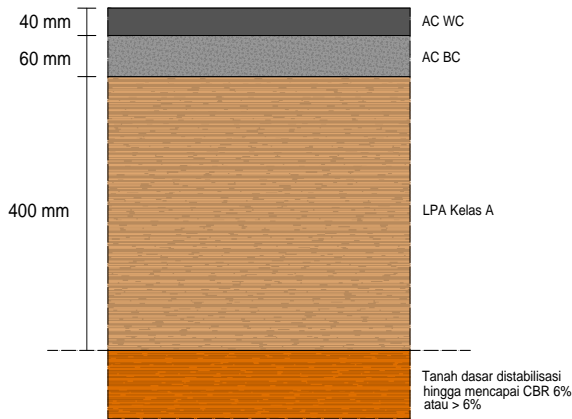 40 mm
AC WC
60 mm
AC BC
400 mm
LPA Kelas A
Tanah dasar distabilisasi
hingga mencapai CBR 6%
atau > 6%